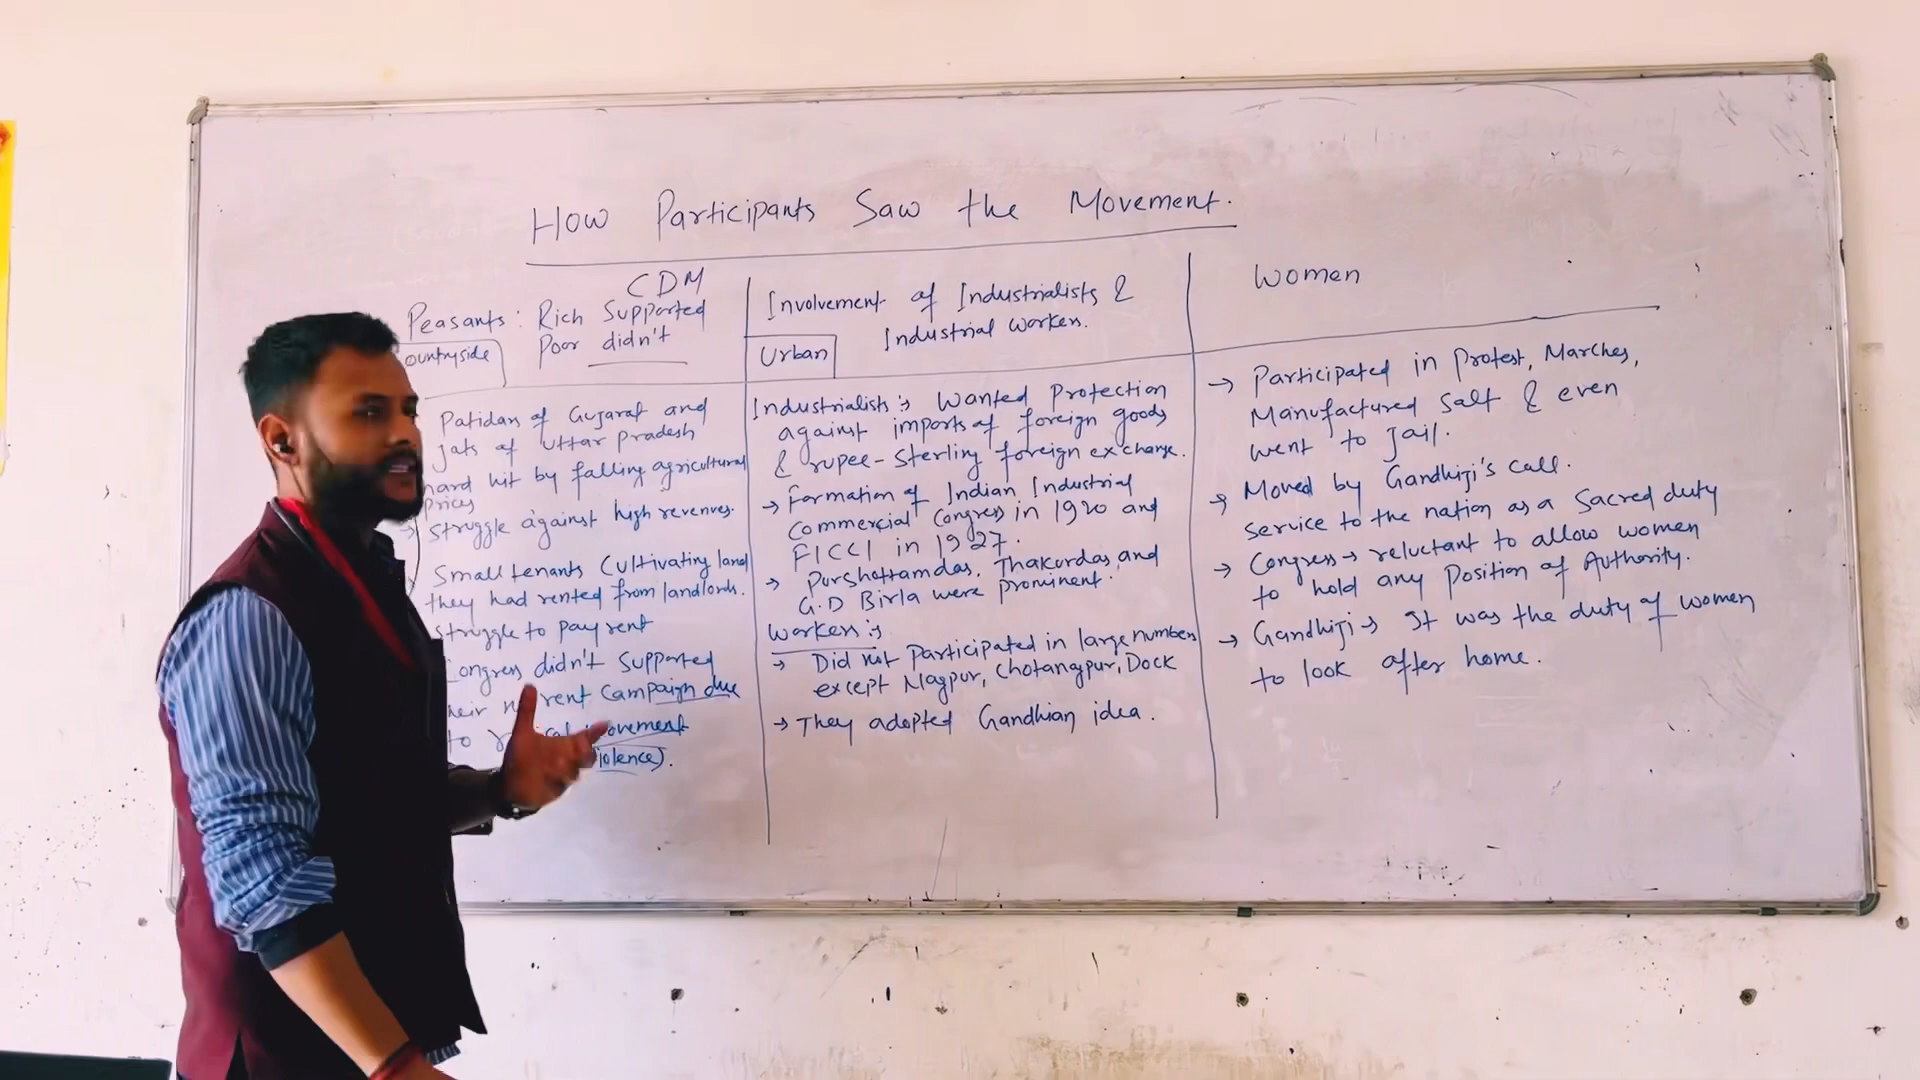 How Participants Saw the Movement.
CDM
Peasants: Rich Supported
Poor didn't
ountryside
Patidars of Gujarat and
Jats of Uttar Pradesh
hard hit by falling agricultural
prices
→ Struggle against high revenues.
Small tenants Cultivating land
they had rented from landlords.
struggle to pay rent
Congress didn't Supported
their rent Campaign due
to ovement
iolence).
Involvement of Industrialists &
Industrial workers.
Urban
Industrialists :→ Wanted Protection
against imports of foreign goods
& rupee-Sterling foreign exchange.
→ Formation of Indian Industrial
Commercial Congress in 1920 and
FICCI in 1927.
→ Purshottamdas, Thakurdas, and
G.D Birla were prominent.
Workers :→
→ Did not Participated in large numbers
except Nagpur, Chotanagpur, Dock
→ They adopted Gandhian idea.
Women
→ Participated in Protest, Marches,
Manufactured Salt & even
went to Jail.
→ Moved by Gandhiji's call.
service to the nation as a Sacred duty
→ Congress → reluctant to allow women
to hold any Position of Authority.
→ Gandhiji → It was the duty of women
to look after home.